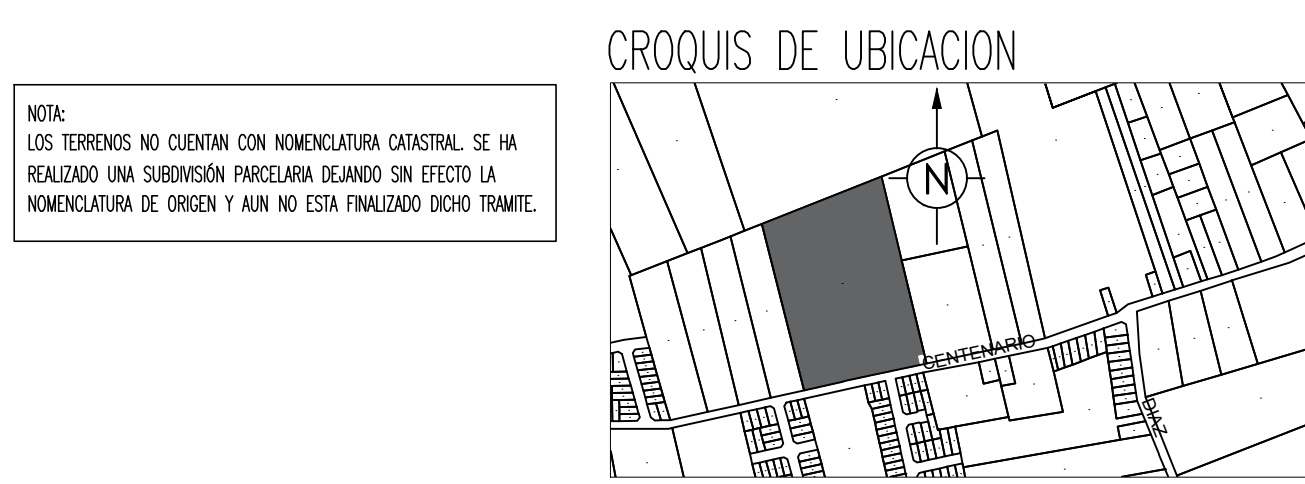 CROQUIS DE UBICACION
NOTA:
LOS TERRENOS NO CUENTAN CON NOMENCLATURA CATASTRAL. SE HA
REALIZADO UNA SUBDIVISIÓN PARCELARIA DEJANDO SIN EFECTO LA
NOMENCLATURA DE ORIGEN Y AUN NO ESTA FINALIZADO DICHO TRAMITE.
N
CENTENARIO
DIAZ